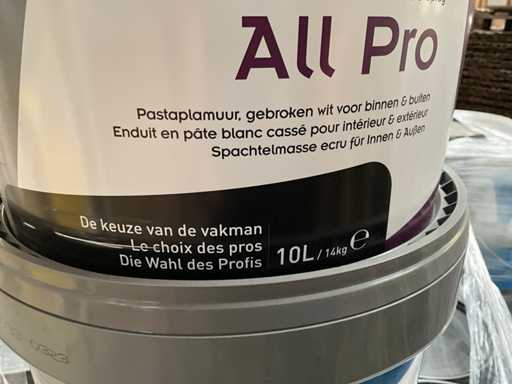 All Pro
Pastaplamuur, gebroken wit voor binnen & buiten
Enduit en pâte blanc cassé pour intérieur & extérieur
Spachtelmasse ecru für Innen & Außen
De keuze van de vakman
Le choix des pros
Die Wahl des Profis
10L / 14kg ℮